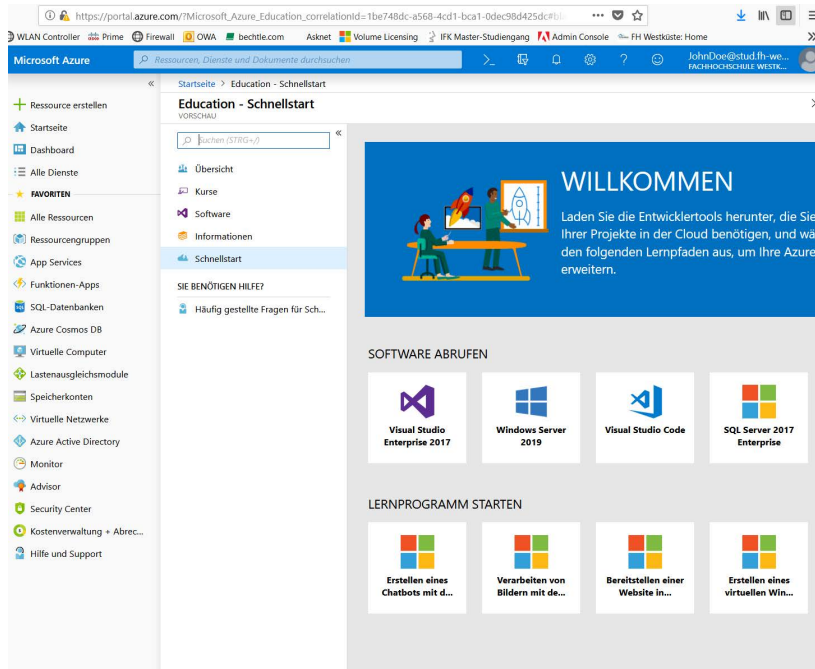 https://portal.azure.com/?Microsoft_Azure_Education_correlationId=1be748dc-a568-4cd1-bca1-0dec98d425dc#bl
WLAN Controller Prime Firewall OWA bechtle.com Asknet Volume Licensing IFK Master-Studiengang Admin Console FH Westküste: Home
Microsoft Azure
Ressourcen, Dienste und Dokumente durchsuchen
JohnDoe@stud.fh-we...
FACHHOCHSCHULE WESTK...
Ressource erstellen
Startseite
Dashboard
Alle Dienste
FAVORITEN
Alle Ressourcen
Ressourcengruppen
App Services
Funktionen-Apps
SQL-Datenbanken
Azure Cosmos DB
Virtuelle Computer
Lastenausgleichsmodule
Speicherkonten
Virtuelle Netzwerke
Azure Active Directory
Monitor
Advisor
Security Center
Kostenverwaltung + Abrec...
Hilfe und Support
Startseite > Education - Schnellstart
Education - Schnellstart
VORSCHAU
Suchen (STRG+/)
Übersicht
Kurse
Software
Informationen
Schnellstart
SIE BENÖTIGEN HILFE?
Häufig gestellte Fragen für Sch...
WILLKOMMEN
Laden Sie die Entwicklertools herunter, die Sie
Ihrer Projekte in der Cloud benötigen, und wä
den folgenden Lernpfaden aus, um Ihre Azure
erweitern.
SOFTWARE ABRUFEN
Visual Studio
Enterprise 2017
Windows Server
2019
Visual Studio Code
SQL Server 2017
Enterprise
LERNPROGRAMM STARTEN
Erstellen eines
Chatbots mit d...
Verarbeiten von
Bildern mit de...
Bereitstellen einer
Website in...
Erstellen eines
virtuellen Win...